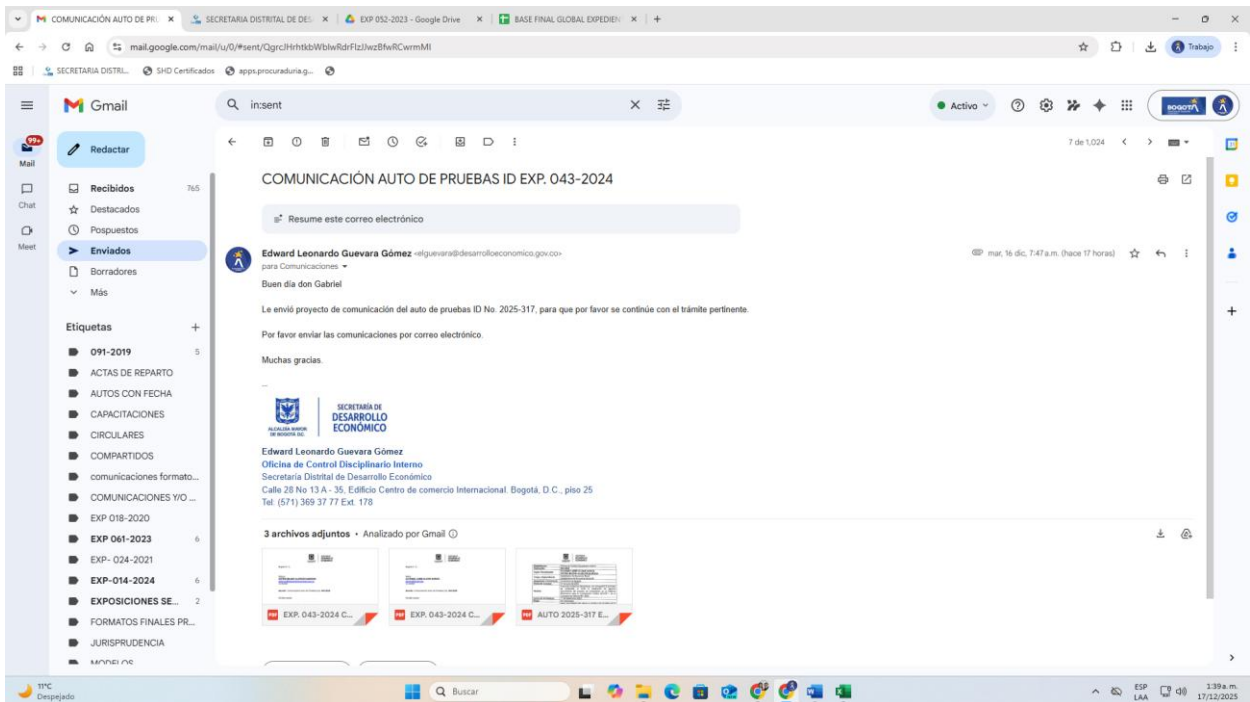 COMUNICACIÓN AUTO DE PRU
SECRETARIA DISTRITAL DE DES
EXP 052-2023 - Google Drive
BASE FINAL GLOBAL EXPEDIEN
mail.google.com/mail/u/0/#sent/QgrcJHrhtkbWblwRdrFlzJJwzBfwRCwrmMl
Trabajo
SECRETARIA DISTRI...
SHD Certificados
apps.procuraduria.g...
Gmail
in:sent
Activo
BOGOTÁ
99+
Mail
Chat
Meet
Redactar
7 de 1,024
Recibidos 765
Destacados
Pospuestos
Enviados
Borradores
Más
Etiquetas
091-2019 5
ACTAS DE REPARTO
AUTOS CON FECHA
CAPACITACIONES
CIRCULARES
COMPARTIDOS
comunicaciones formato...
COMUNICACIONES Y/O ...
EXP 018-2020
EXP 061-2023 6
EXP- 024-2021
EXP-014-2024 6
EXPOSICIONES SE... 2
FORMATOS FINALES PR...
JURISPRUDENCIA
MODELOS
COMUNICACIÓN AUTO DE PRUEBAS ID EXP. 043-2024
Resume este correo electrónico
Edward Leonardo Guevara Gómez <elguevara@desarrolloeconomico.gov.co>
mar, 16 dic, 7:47 a.m. (hace 17 horas)
para Comunicaciones
Buen día don Gabriel
Le envió proyecto de comunicación del auto de pruebas ID No. 2025-317, para que por favor se continúe con el trámite pertinente.
Por favor enviar las comunicaciones por correo electrónico.
Muchas gracias.
--
ALCALDÍA MAYOR
DE BOGOTÁ D.C.
SECRETARÍA DE
DESARROLLO
ECONÓMICO
Edward Leonardo Guevara Gómez
Oficina de Control Disciplinario Interno
Secretaría Distrital de Desarrollo Económico
Calle 28 No 13 A - 35, Edificio Centro de comercio Internacional. Bogotá, D.C., piso 25
Tel: (571) 369 37 77 Ext. 178
3 archivos adjuntos • Analizado por Gmail
PDF EXP. 043-2024 C...
PDF EXP. 043-2024 C...
PDF AUTO 2025-317 E...
11°C
Despejado
Buscar
ESP
LAA
1:39 a. m.
17/12/2025